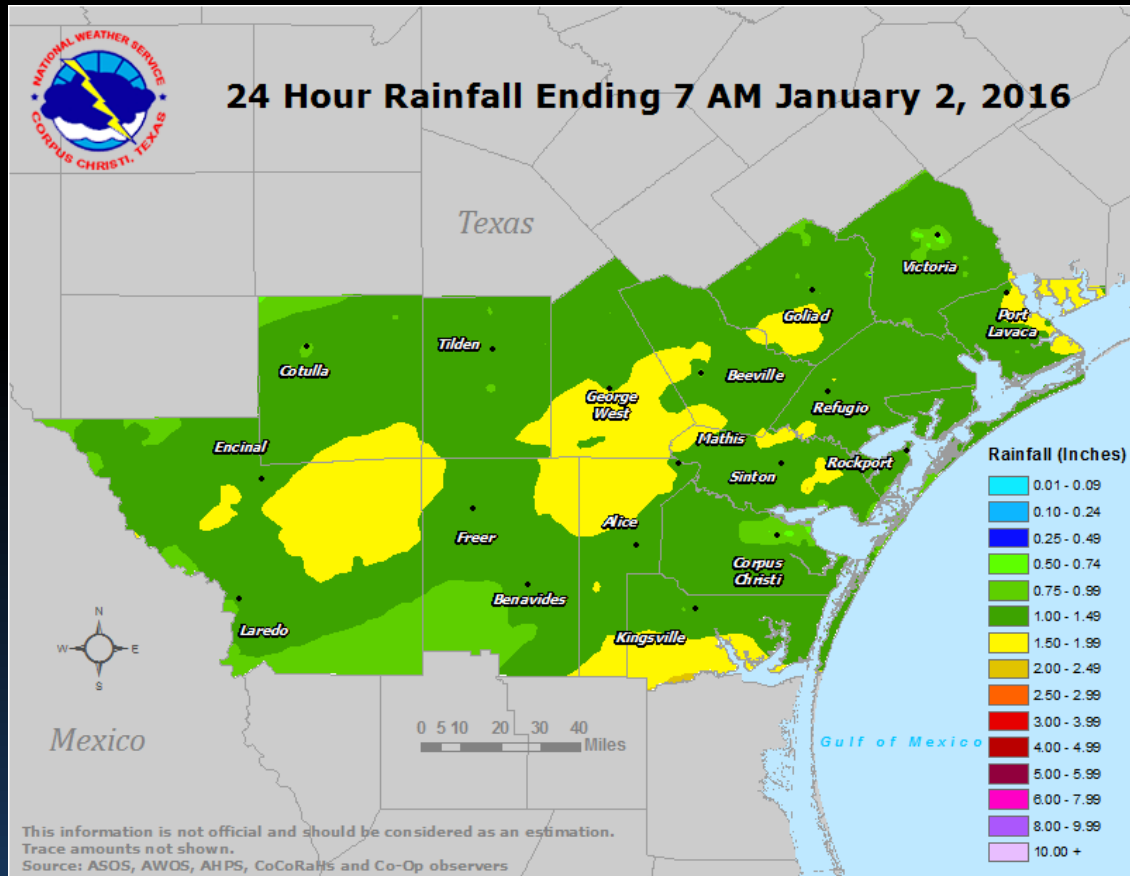 NATIONAL WEATHER SERVICE
CORPUS CHRISTI, TEXAS
24 Hour Rainfall Ending 7 AM January 2, 2016
Texas
Victoria
Goliad
Port
Lavaca
Tilden
Cotulla
Beeville
George
West
Refugio
Encinal
Mathis
Sinton
Rockport
Freer
Alice
Corpus
Christi
Benavides
Laredo
Kingsville
N
W
E
S
Mexico
0 5 10 20 30 40
Miles
Gulf of Mexico
Rainfall (Inches)
0.01 - 0.09
0.10 - 0.24
0.25 - 0.49
0.50 - 0.74
0.75 - 0.99
1.00 - 1.49
1.50 - 1.99
2.00 - 2.49
2.50 - 2.99
3.00 - 3.99
4.00 - 4.99
5.00 - 5.99
6.00 - 7.99
8.00 - 9.99
10.00 +
This information is not official and should be considered as an estimation.
Trace amounts not shown.
Source: ASOS, AWOS, AHPS, CoCoRaHs and Co-Op observers